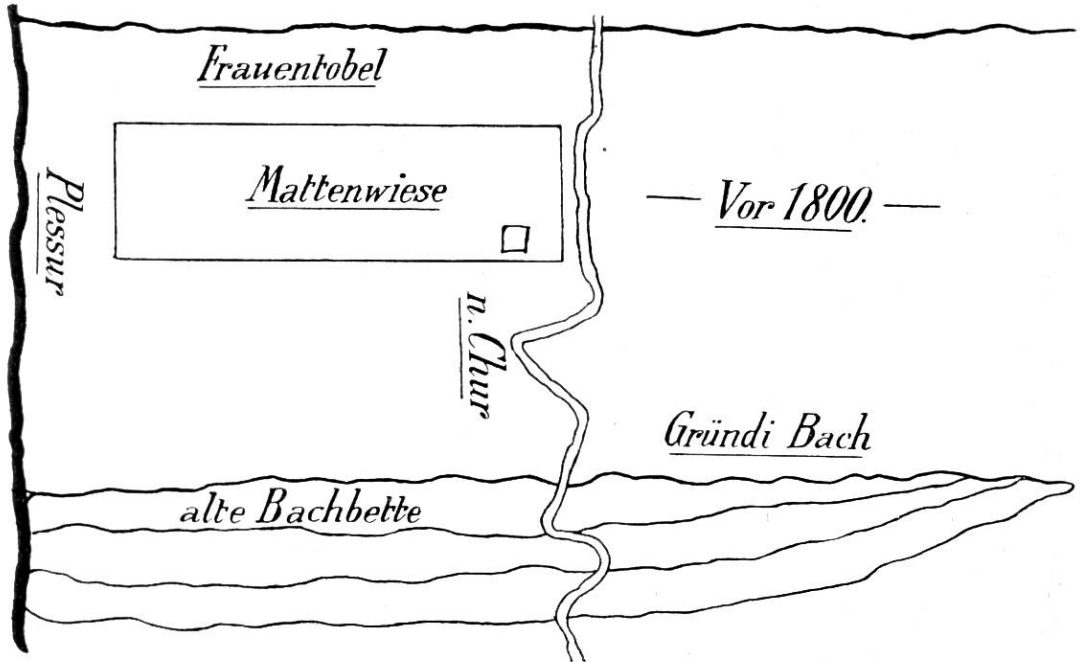 Frauentobel
Plessur
Mattenwiese
— Vor 1800. —
n. Chur
Gründi Bach
alte Bachbette